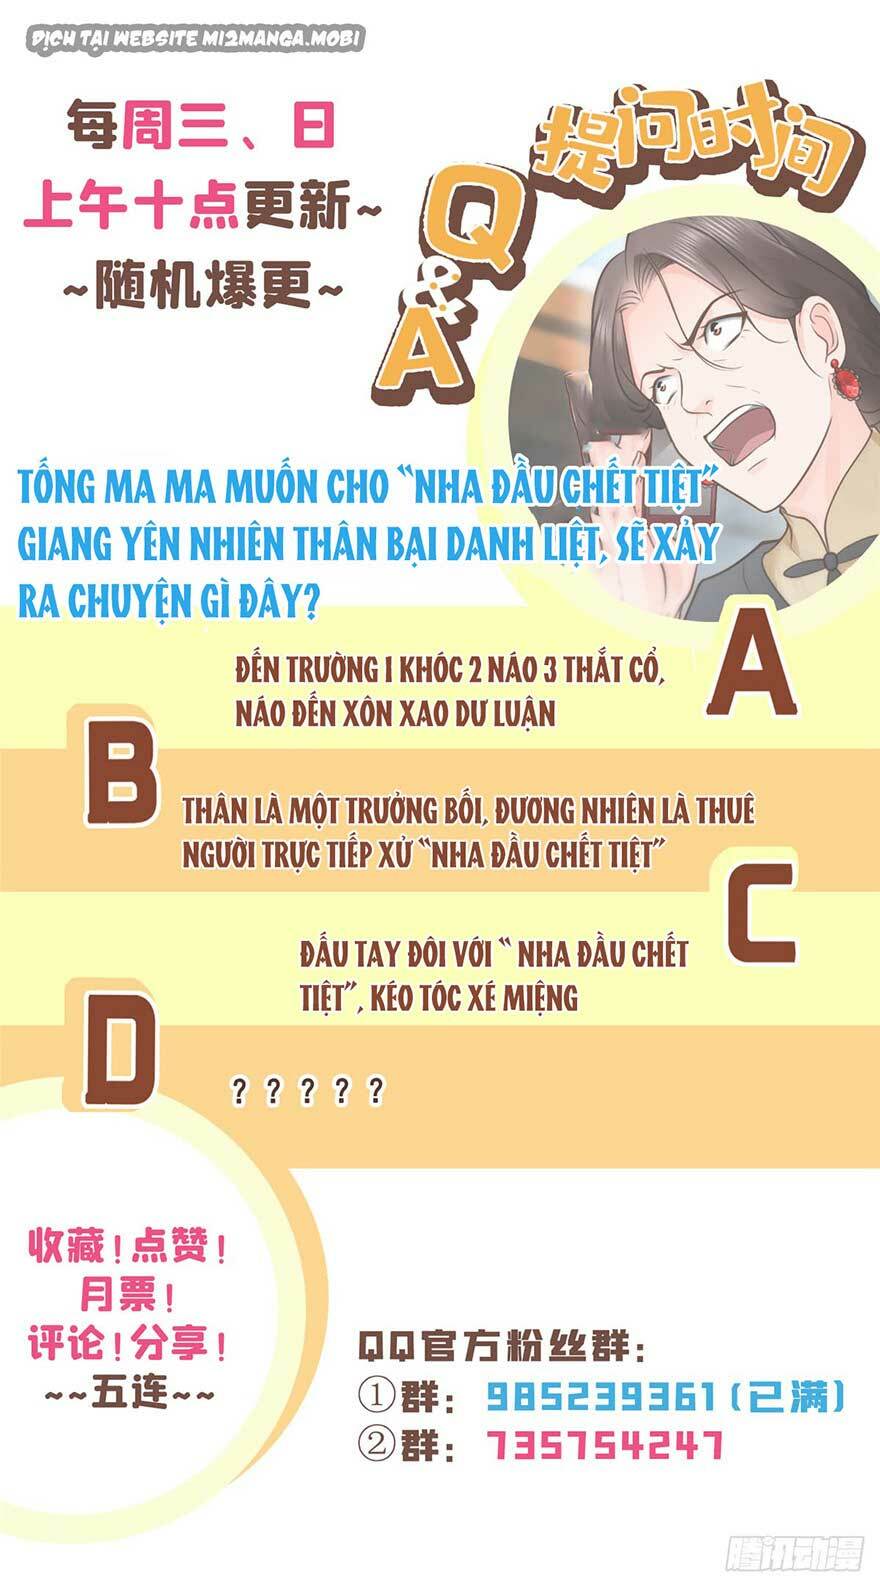 DỊCH TẠI WEBSITE MI2MANGA.MOBI
每周三、日
上午十点更新~
~随机爆更~
提问时间
Q
&
A
TỐNG MA MA MUỐN CHO “NHA ĐẦU CHẾT TIỆT”
GIANG YÊN NHIÊN THÂN BẠI DANH LIỆT, SẼ XẢY
RA CHUYỆN GÌ ĐÂY?
A
ĐẾN TRƯỜNG 1 KHÓC 2 NÁO 3 THẮT CỔ,
NÁO ĐẾN XÔN XAO DƯ LUẬN
B
THÂN LÀ MỘT TRƯỞNG BỐI, ĐƯƠNG NHIÊN LÀ THUÊ
NGƯỜI TRỰC TIẾP XỬ “NHA ĐẦU CHẾT TIỆT”
C
ĐẤU TAY ĐÔI VỚI “ NHA ĐẦU CHẾT
TIỆT”, KÉO TÓC XÉ MIỆNG
D
? ? ? ? ?
收藏！点赞！
月票！
评论！分享！
~~五连~~
QQ官方粉丝群：
①群：985239361(已满)
②群：735754247
腾讯动漫